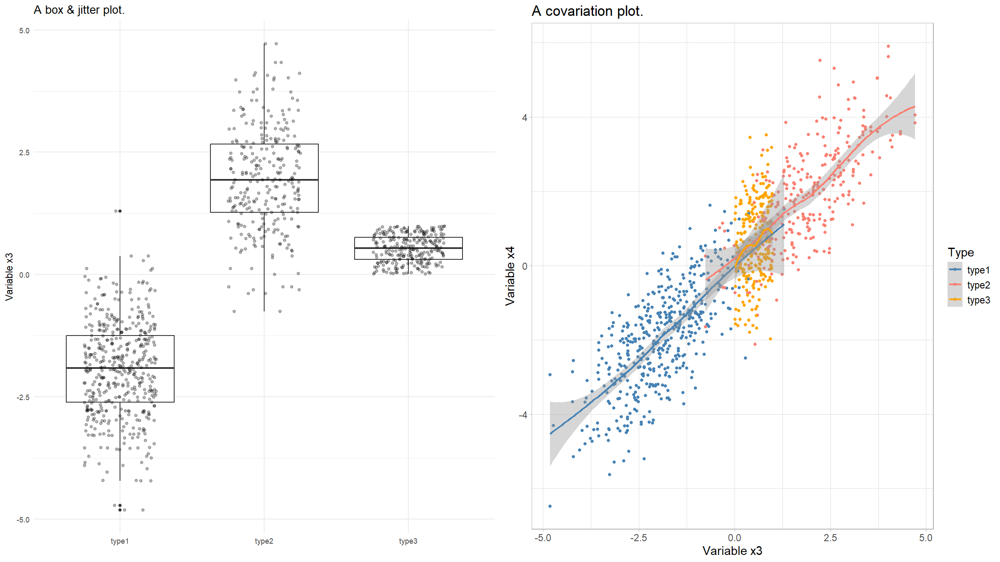 A box & jitter plot.
5.0
2.5
0.0
-2.5
-5.0
Variable x3
type1
type2
type3
A covariation plot.
4
0
-4
Variable x4
-5.0
-2.5
0.0
2.5
5.0
Variable x3
Type
type1
type2
type3